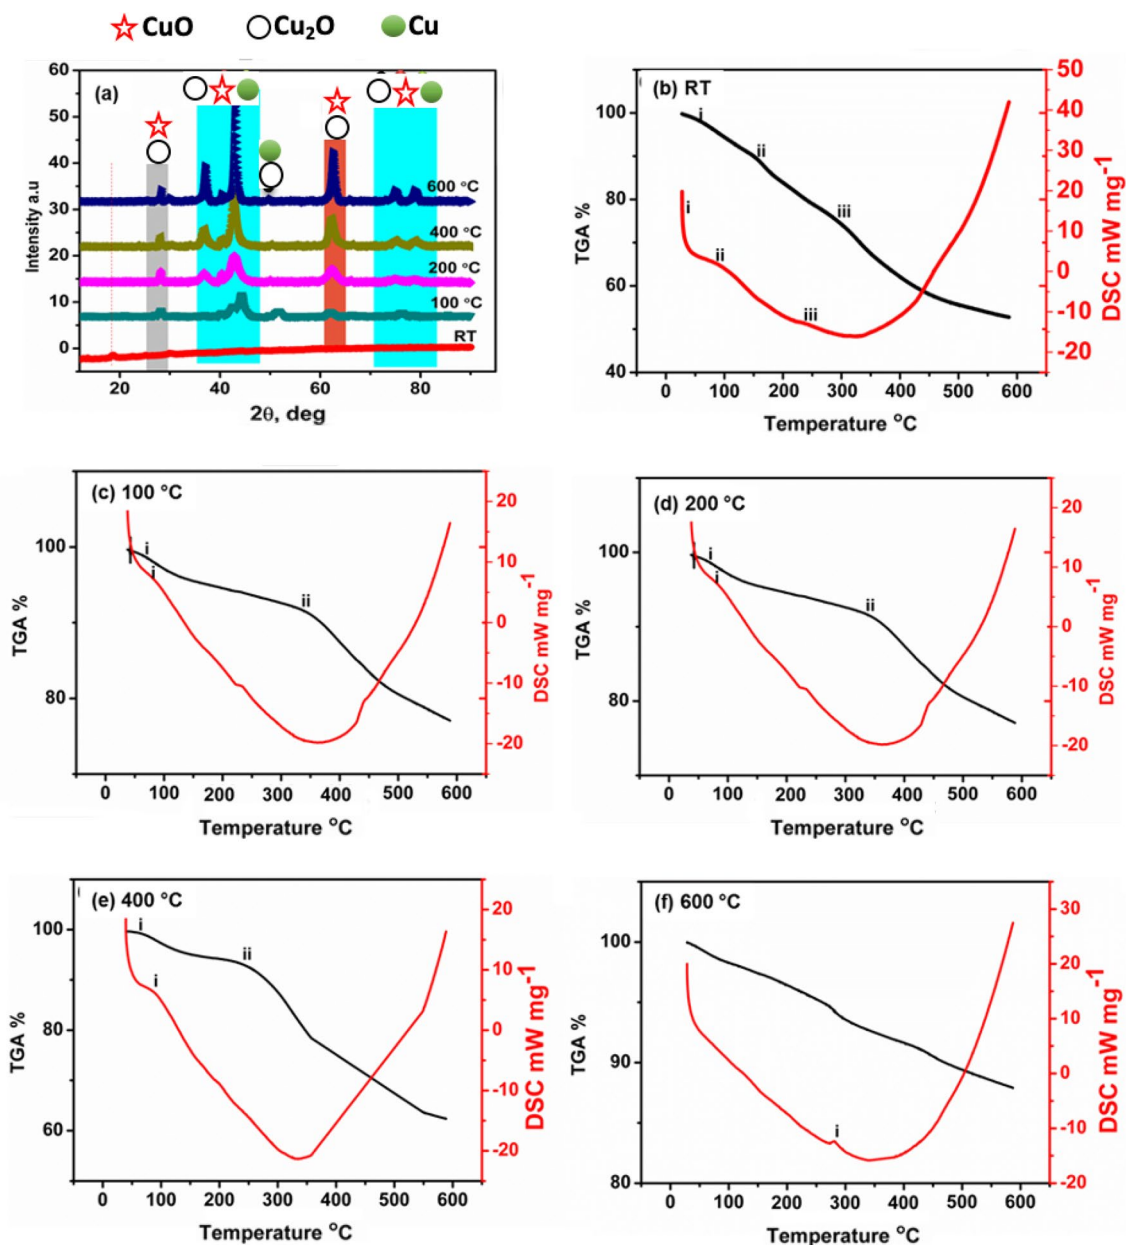 CuO Cu₂O Cu
(a)
60
50
40
30
20
10
0
Intensity a.u
600 °C
400 °C
200 °C
100 °C
RT
20 40 60 80
2θ, deg
(b) RT
100
80
60
40
TGA %
i
ii
iii
i
ii
iii
50
40
30
20
10
0
-10
-20
DSC mW mg⁻¹
0 100 200 300 400 500 600
Temperature °C
(c) 100 °C
100
80
TGA %
i
i
ii
20
10
0
-10
-20
DSC mW mg⁻¹
0 100 200 300 400 500 600
Temperature °C
(d) 200 °C
100
80
TGA %
i
i
ii
20
10
0
-10
-20
DSC mW mg⁻¹
0 100 200 300 400 500 600
Temperature °C
(e) 400 °C
100
80
60
TGA %
i
ii
i
20
10
0
-10
-20
DSC mW mg⁻¹
0 100 200 300 400 500 600
Temperature °C
(f) 600 °C
100
90
80
TGA %
i
30
20
10
0
-10
-20
DSC mW mg⁻¹
0 100 200 300 400 500 600
Temperature °C